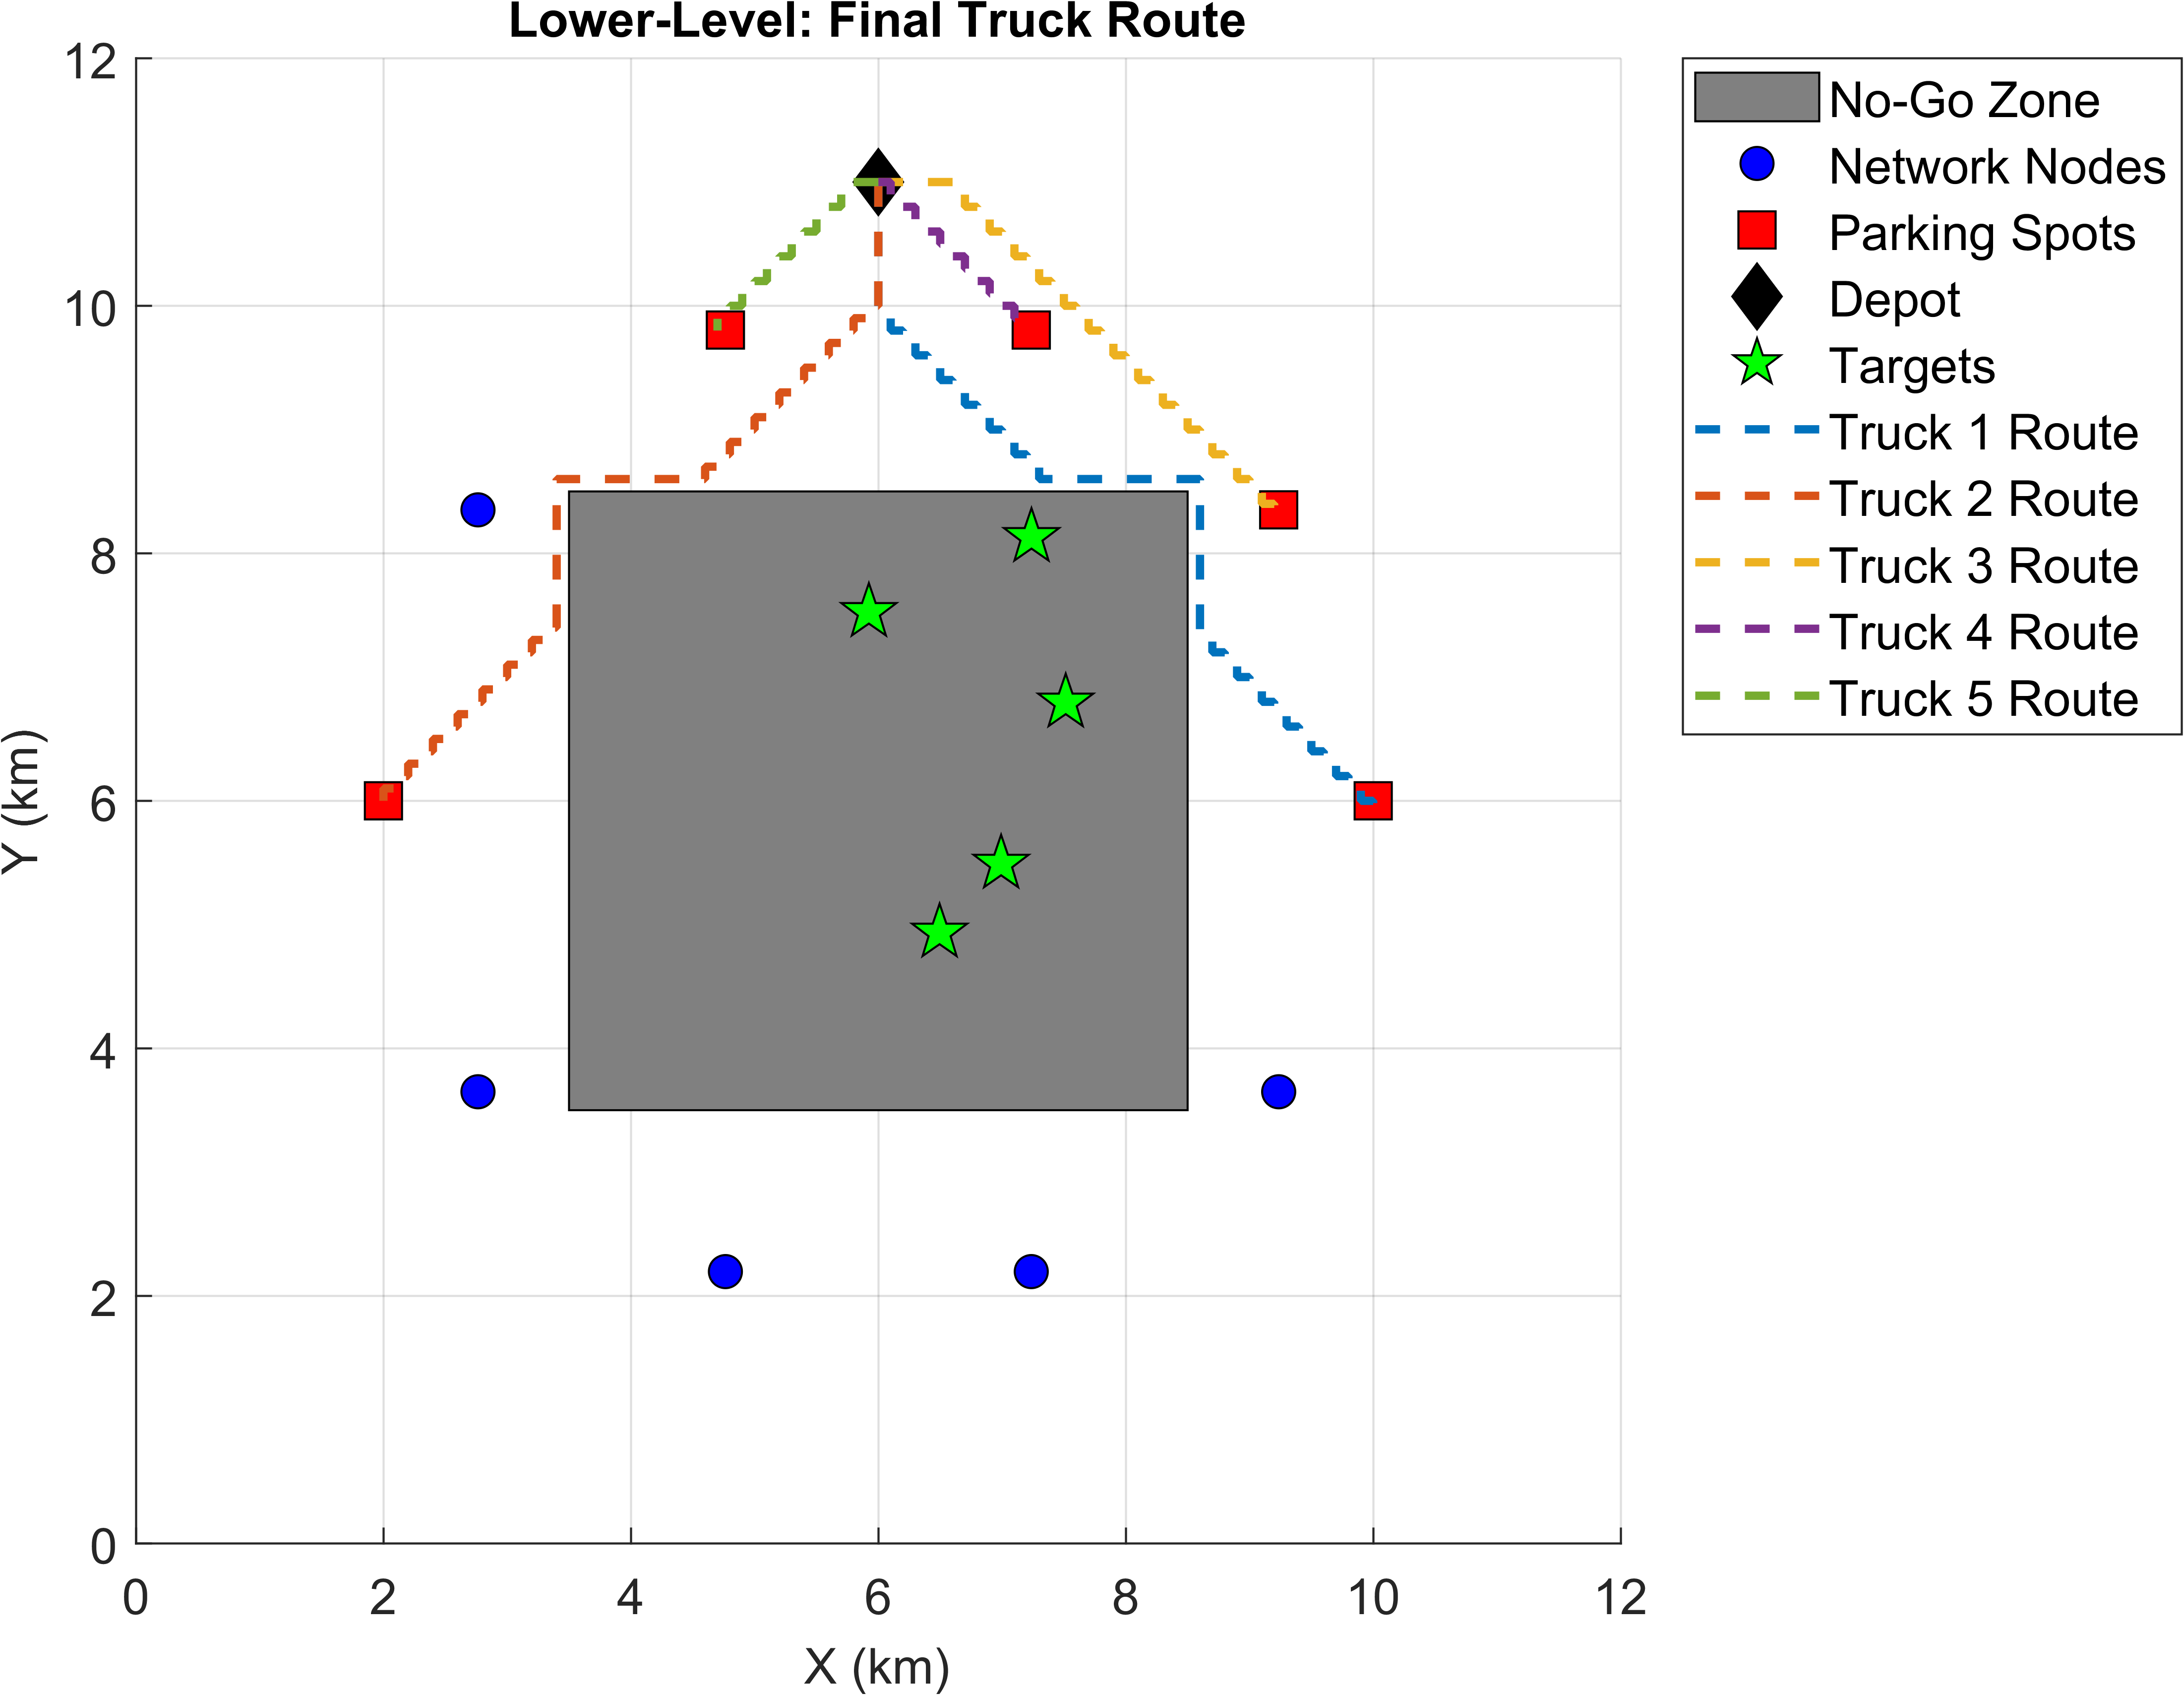 Lower-Level: Final Truck Route
12
10
8
6
4
2
0
Y (km)
0 2 4 6 8 10 12
X (km)
No-Go Zone
Network Nodes
Parking Spots
Depot
Targets
Truck 1 Route
Truck 2 Route
Truck 3 Route
Truck 4 Route
Truck 5 Route